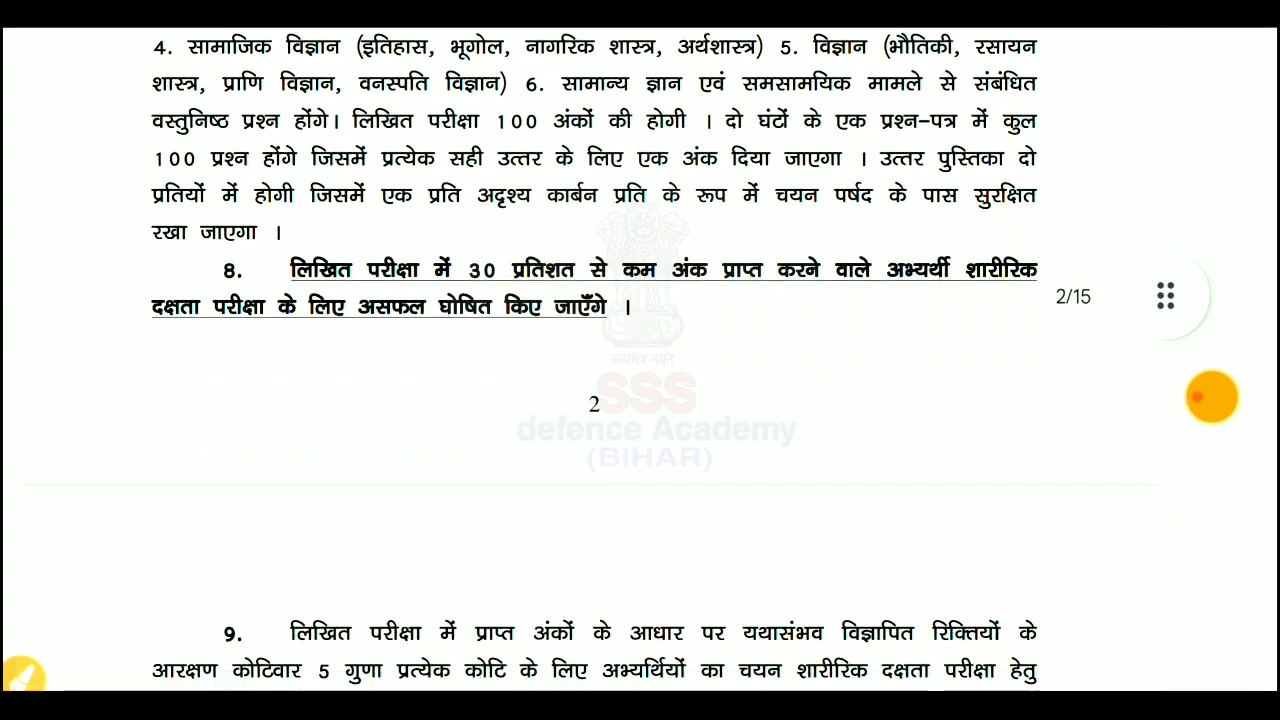 4. सामाजिक विज्ञान (इतिहास, भूगोल, नागरिक शास्त्र, अर्थशास्त्र) 5. विज्ञान (भौतिकी, रसायन
शास्त्र, प्राणि विज्ञान, वनस्पति विज्ञान) 6. सामान्य ज्ञान एवं समसामयिक मामले से संबंधित
वस्तुनिष्ठ प्रश्न होंगे। लिखित परीक्षा 100 अंकों की होगी । दो घंटों के एक प्रश्न-पत्र में कुल
100 प्रश्न होंगे जिसमें प्रत्येक सही उत्तर के लिए एक अंक दिया जाएगा । उत्तर पुस्तिका दो
प्रतियों में होगी जिसमें एक प्रति अदृश्य कार्बन प्रति के रूप में चयन पर्षद के पास सुरक्षित
रखा जाएगा ।
8. लिखित परीक्षा में 30 प्रतिशत से कम अंक प्राप्त करने वाले अभ्यर्थी शारीरिक
दक्षता परीक्षा के लिए असफल घोषित किए जाएँगे ।
2/15
सत्यमेव जयते
SSS
2
defence Academy
(BIHAR)
9. लिखित परीक्षा में प्राप्त अंकों के आधार पर यथासंभव विज्ञापित रिक्तियों के
आरक्षण कोटिवार 5 गुणा प्रत्येक कोटि के लिए अभ्यर्थियों का चयन शारीरिक दक्षता परीक्षा हेतु